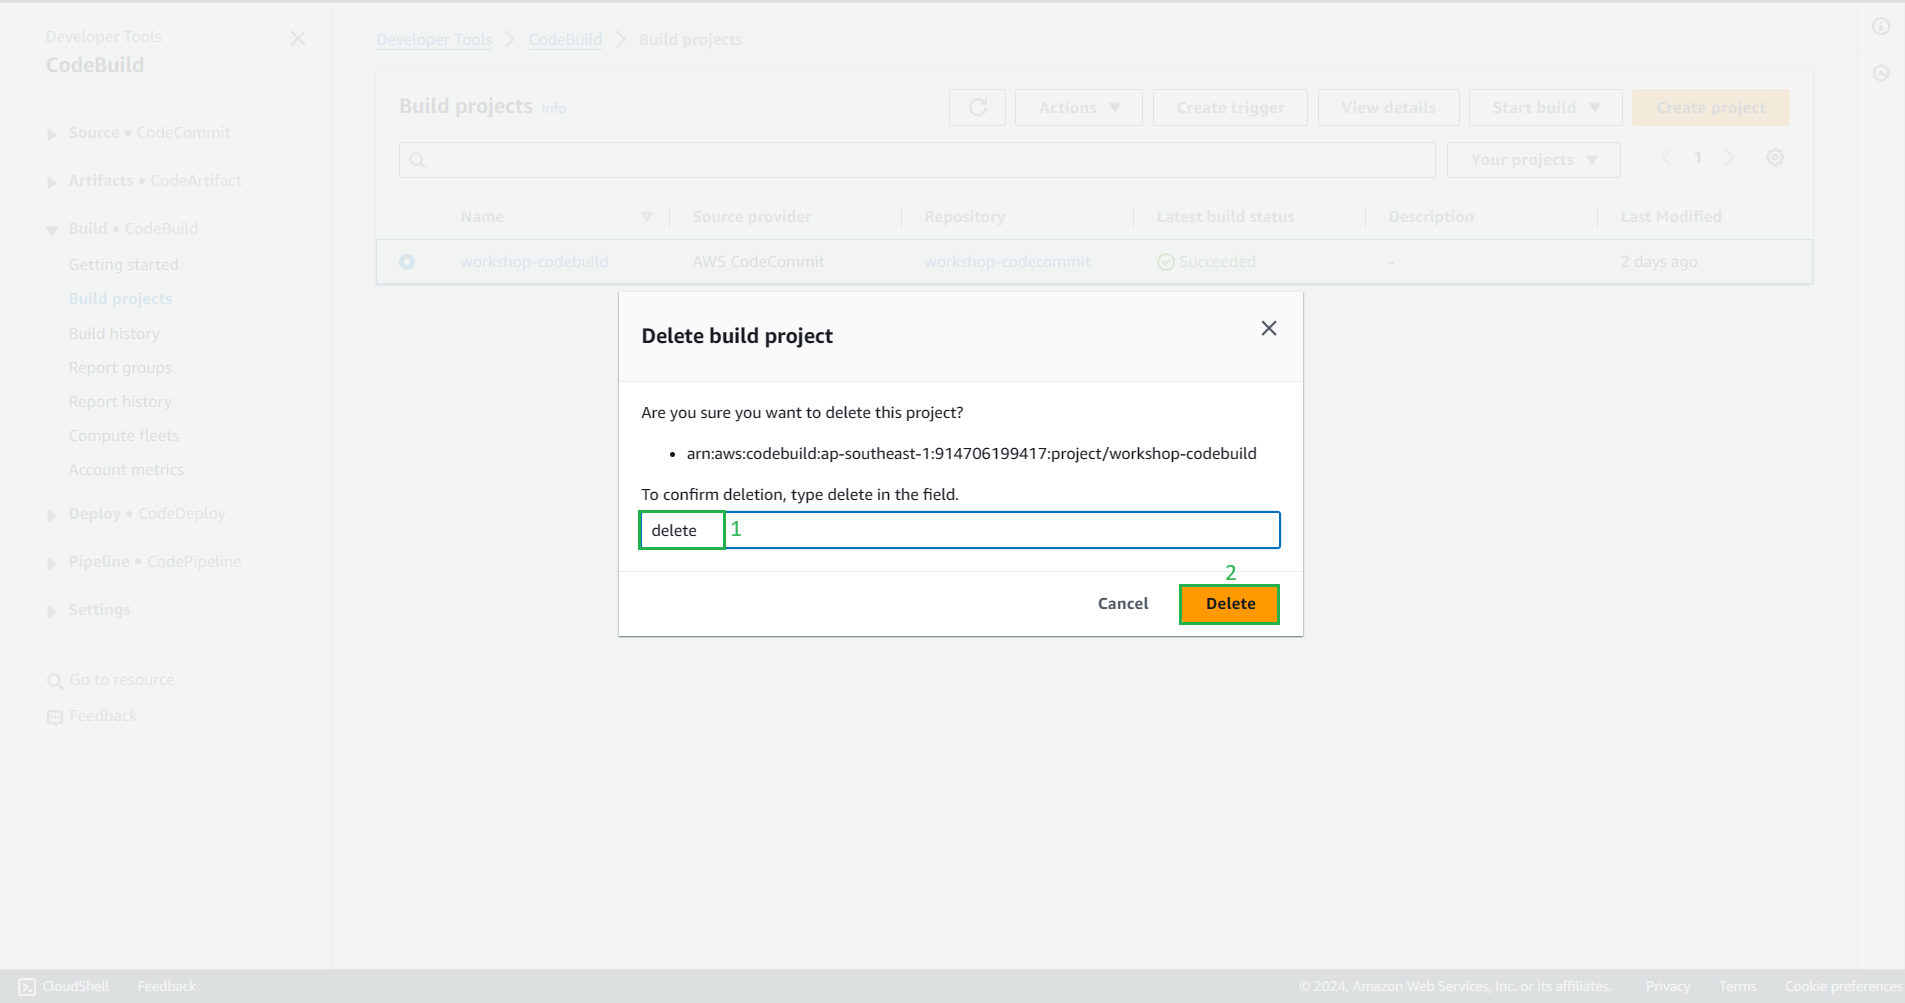 Developer Tools
CodeBuild
Source • CodeCommit
Artifacts • CodeArtifact
Build • CodeBuild
Getting started
Build projects
Build history
Report groups
Report history
Compute fleets
Account metrics
Deploy • CodeDeploy
Pipeline • CodePipeline
Settings
Go to resource
Feedback
Developer Tools > CodeBuild > Build projects
Build projects Info
Actions Create trigger View details Start build Create project
Your projects 1
Name Source provider Repository Latest build status Description Last Modified
workshop-codebuild AWS CodeCommit workshop-codecommit Succeeded - 2 days ago
Delete build project
Are you sure you want to delete this project?
• arn:aws:codebuild:ap-southeast-1:914706199417:project/workshop-codebuild
To confirm deletion, type delete in the field.
delete 1
2
Cancel Delete
CloudShell Feedback © 2024, Amazon Web Services, Inc. or its affiliates. Privacy Terms Cookie preferences